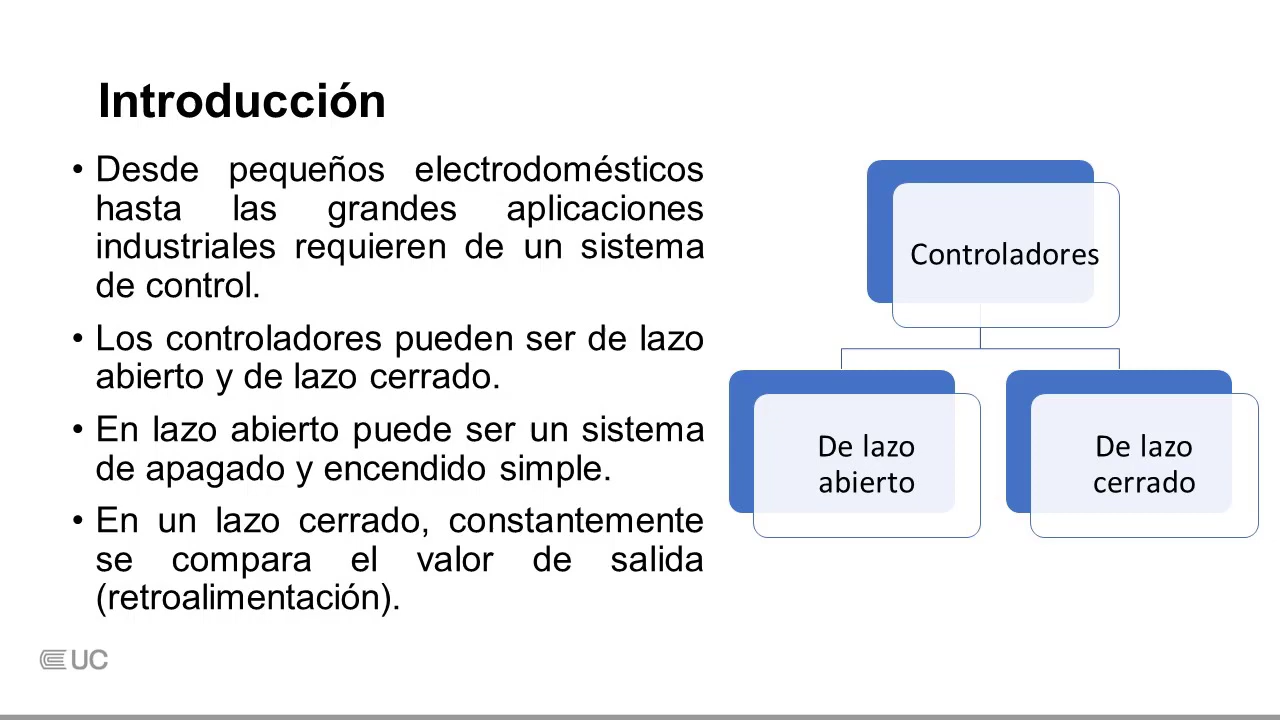 Introducción
• Desde pequeños electrodomésticos
hasta las grandes aplicaciones
industriales requieren de un sistema
de control.
• Los controladores pueden ser de lazo
abierto y de lazo cerrado.
• En lazo abierto puede ser un sistema
de apagado y encendido simple.
• En un lazo cerrado, constantemente
se compara el valor de salida
(retroalimentación).
Controladores
De lazo
abierto
De lazo
cerrado
UC